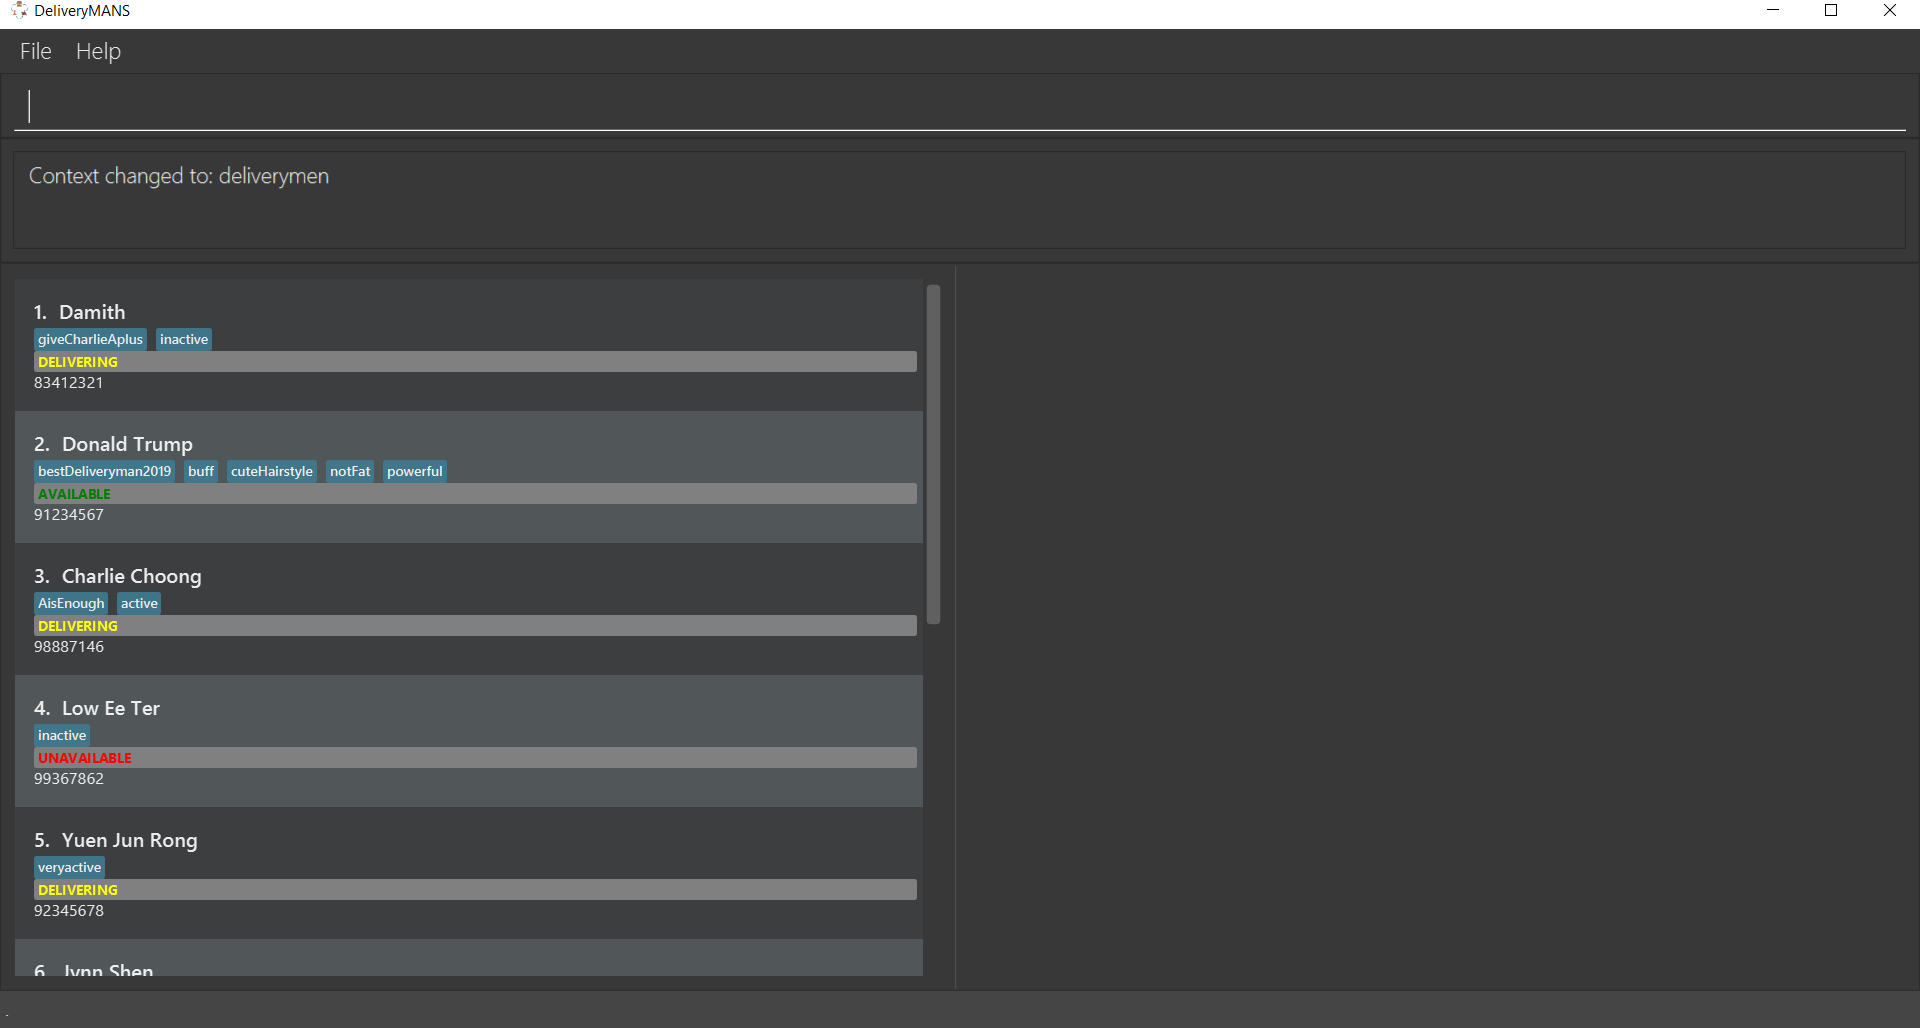 DeliveryMANS
File Help
Context changed to: deliverymen
1. Damith
giveCharlieAplus inactive
DELIVERING
83412321
2. Donald Trump
bestDeliveryman2019 buff cuteHairstyle notFat powerful
AVAILABLE
91234567
3. Charlie Choong
AisEnough active
DELIVERING
98887146
4. Low Ee Ter
inactive
UNAVAILABLE
99367862
5. Yuen Jun Rong
veryactive
DELIVERING
92345678
6. Jynn Shen